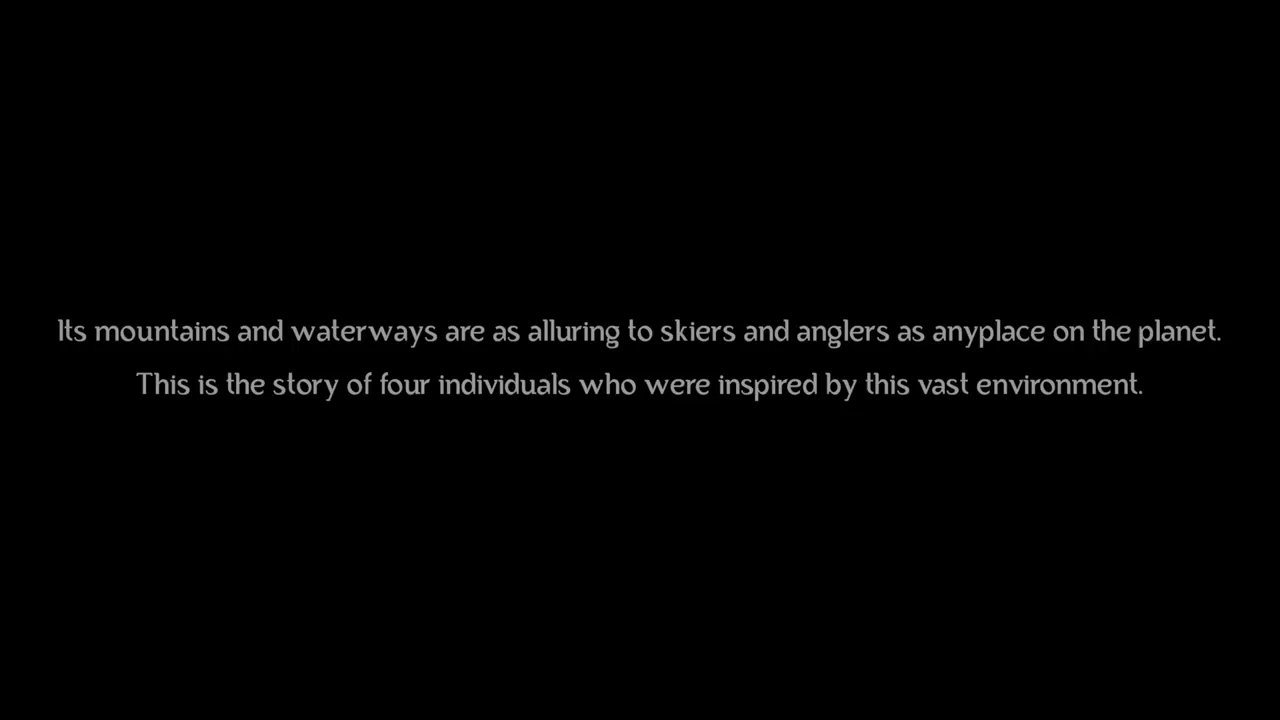 Its mountains and waterways are as alluring to skiers and anglers as anyplace on the planet.
This is the story of four individuals who were inspired by this vast environment.